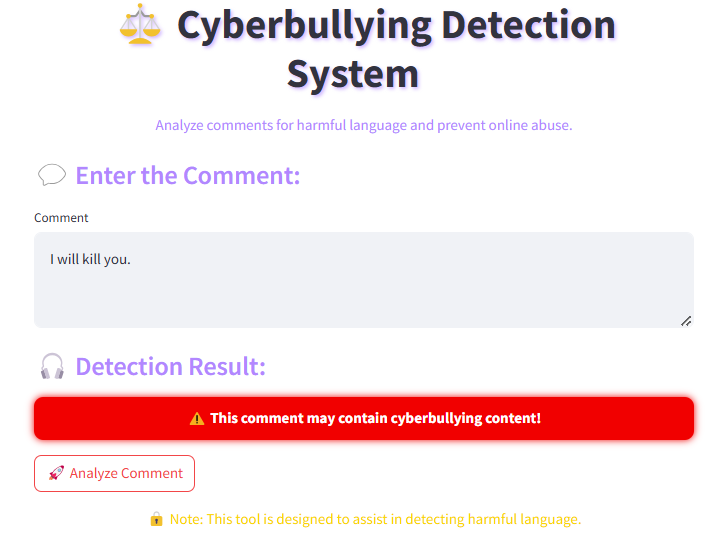 ⚖️ Cyberbullying Detection
System
Analyze comments for harmful language and prevent online abuse.
💬 Enter the Comment:
Comment
I will kill you.
🎧 Detection Result:
⚠️ This comment may contain cyberbullying content!
🚀 Analyze Comment
🔒 Note: This tool is designed to assist in detecting harmful language.